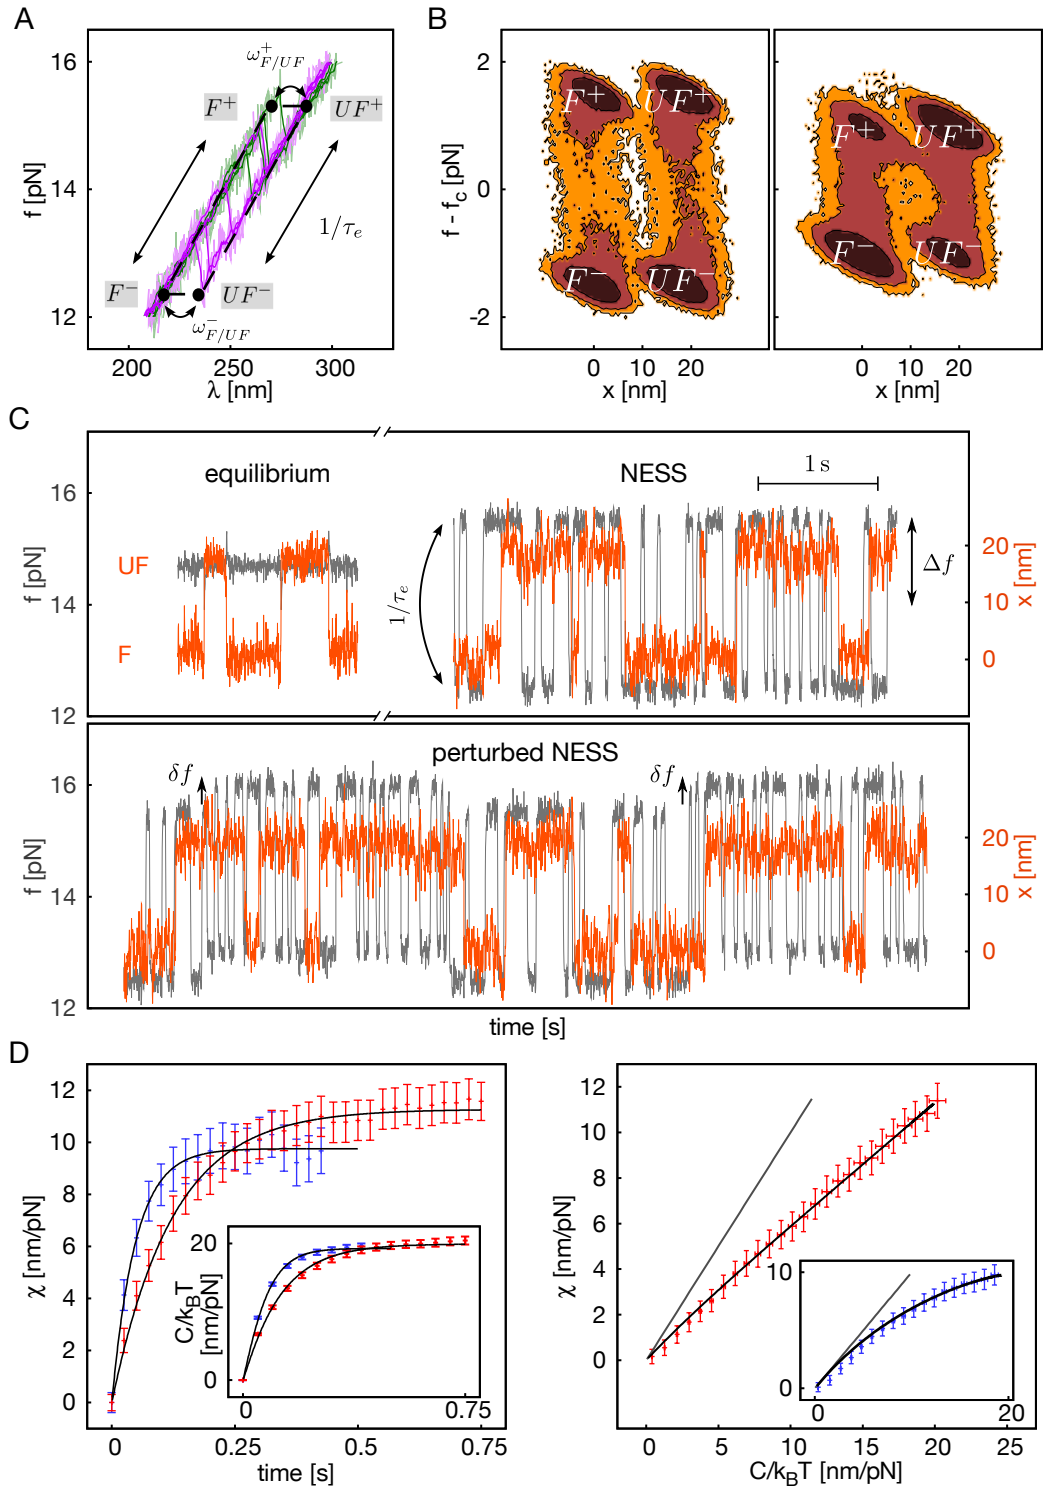 A
16
14
12
f [pN]
200
250
300
λ [nm]
ω⁺F/UF
F⁺
UF⁺
1/τₑ
F⁻
UF⁻
ω⁻F/UF
B
2
0
-2
f - f_c [pN]
F⁺
UF⁺
F⁻
UF⁻
0
10
20
x [nm]
F⁺
UF⁺
F⁻
UF⁻
0
10
20
x [nm]
C
equilibrium
NESS
1 s
16
14
12
f [pN]
UF
F
1/τₑ
Δf
20
10
0
x [nm]
perturbed NESS
δf
δf
16
14
12
f [pN]
20
10
0
x [nm]
time [s]
D
12
10
8
6
4
2
0
χ [nm/pN]
0
0.25
0.5
0.75
time [s]
20
0
C/k_BT
[nm/pN]
0
0.75
12
10
8
6
4
2
0
χ [nm/pN]
0
5
10
15
20
25
C/k_BT [nm/pN]
10
0
0
20